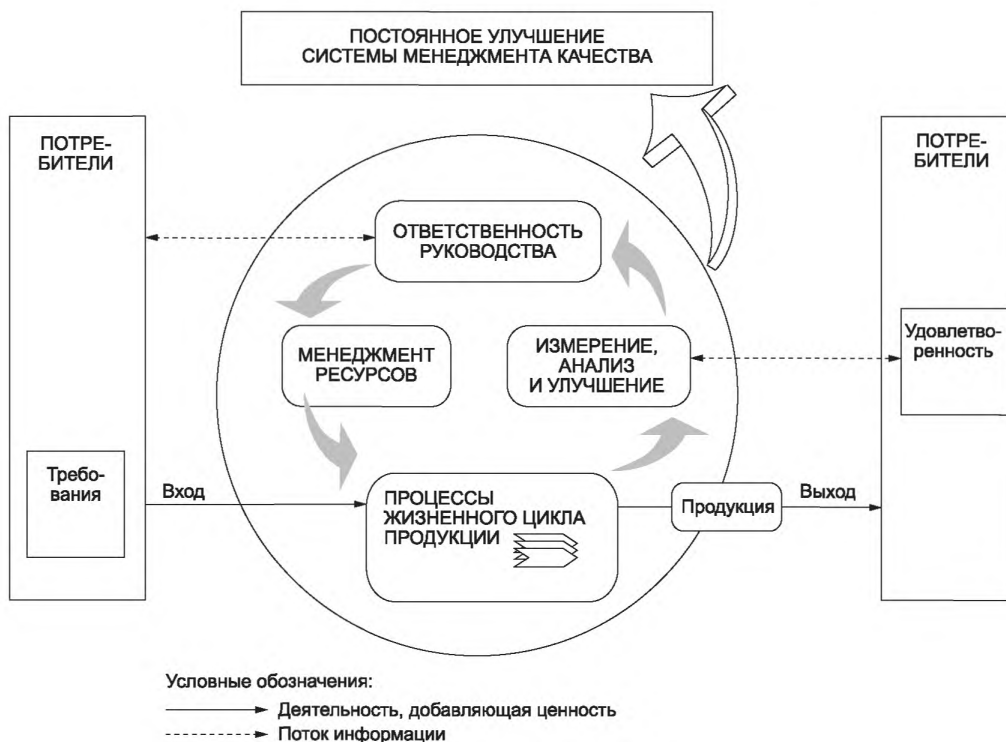 ПОСТОЯННОЕ УЛУЧШЕНИЕ
СИСТЕМЫ МЕНЕДЖМЕНТА КАЧЕСТВА
ПОТРЕ-
БИТЕЛИ
ПОТРЕ-
БИТЕЛИ
ОТВЕТСТВЕННОСТЬ
РУКОВОДСТВА
МЕНЕДЖМЕНТ
РЕСУРСОВ
ИЗМЕРЕНИЕ,
АНАЛИЗ
И УЛУЧШЕНИЕ
Удовлетво-
ренность
Требо-
вания
Вход
ПРОЦЕССЫ
ЖИЗНЕННОГО ЦИКЛА
ПРОДУКЦИИ
Продукция
Выход
Условные обозначения:
Деятельность, добавляющая ценность
Поток информации